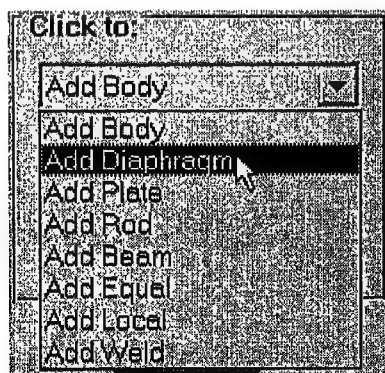 Click to:
Add Body
Add Body
Add Diaphragm
Add Plate
Add Rod
Add Beam
Add Equal
Add Local
Add Weld